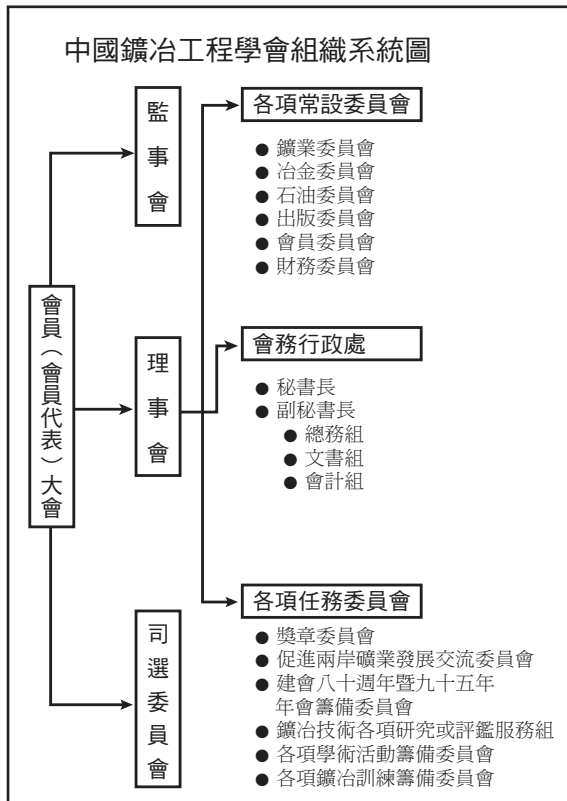 中國鑛冶工程學會組織系統圖
監事會
各項常設委員會
● 鑛業委員會
● 冶金委員會
● 石油委員會
● 出版委員會
● 會員委員會
● 財務委員會
會員（會員代表）大會
理事會
會務行政處
● 秘書長
● 副秘書長
● 總務組
● 文書組
● 會計組
司選委員會
各項任務委員會
● 獎章委員會
● 促進兩岸礦業發展交流委員會
● 建會八十週年暨九十五年
年會籌備委員會
● 鑛冶技術各項研究或評鑑服務組
● 各項學術活動籌備委員會
● 各項鑛冶訓練籌備委員會